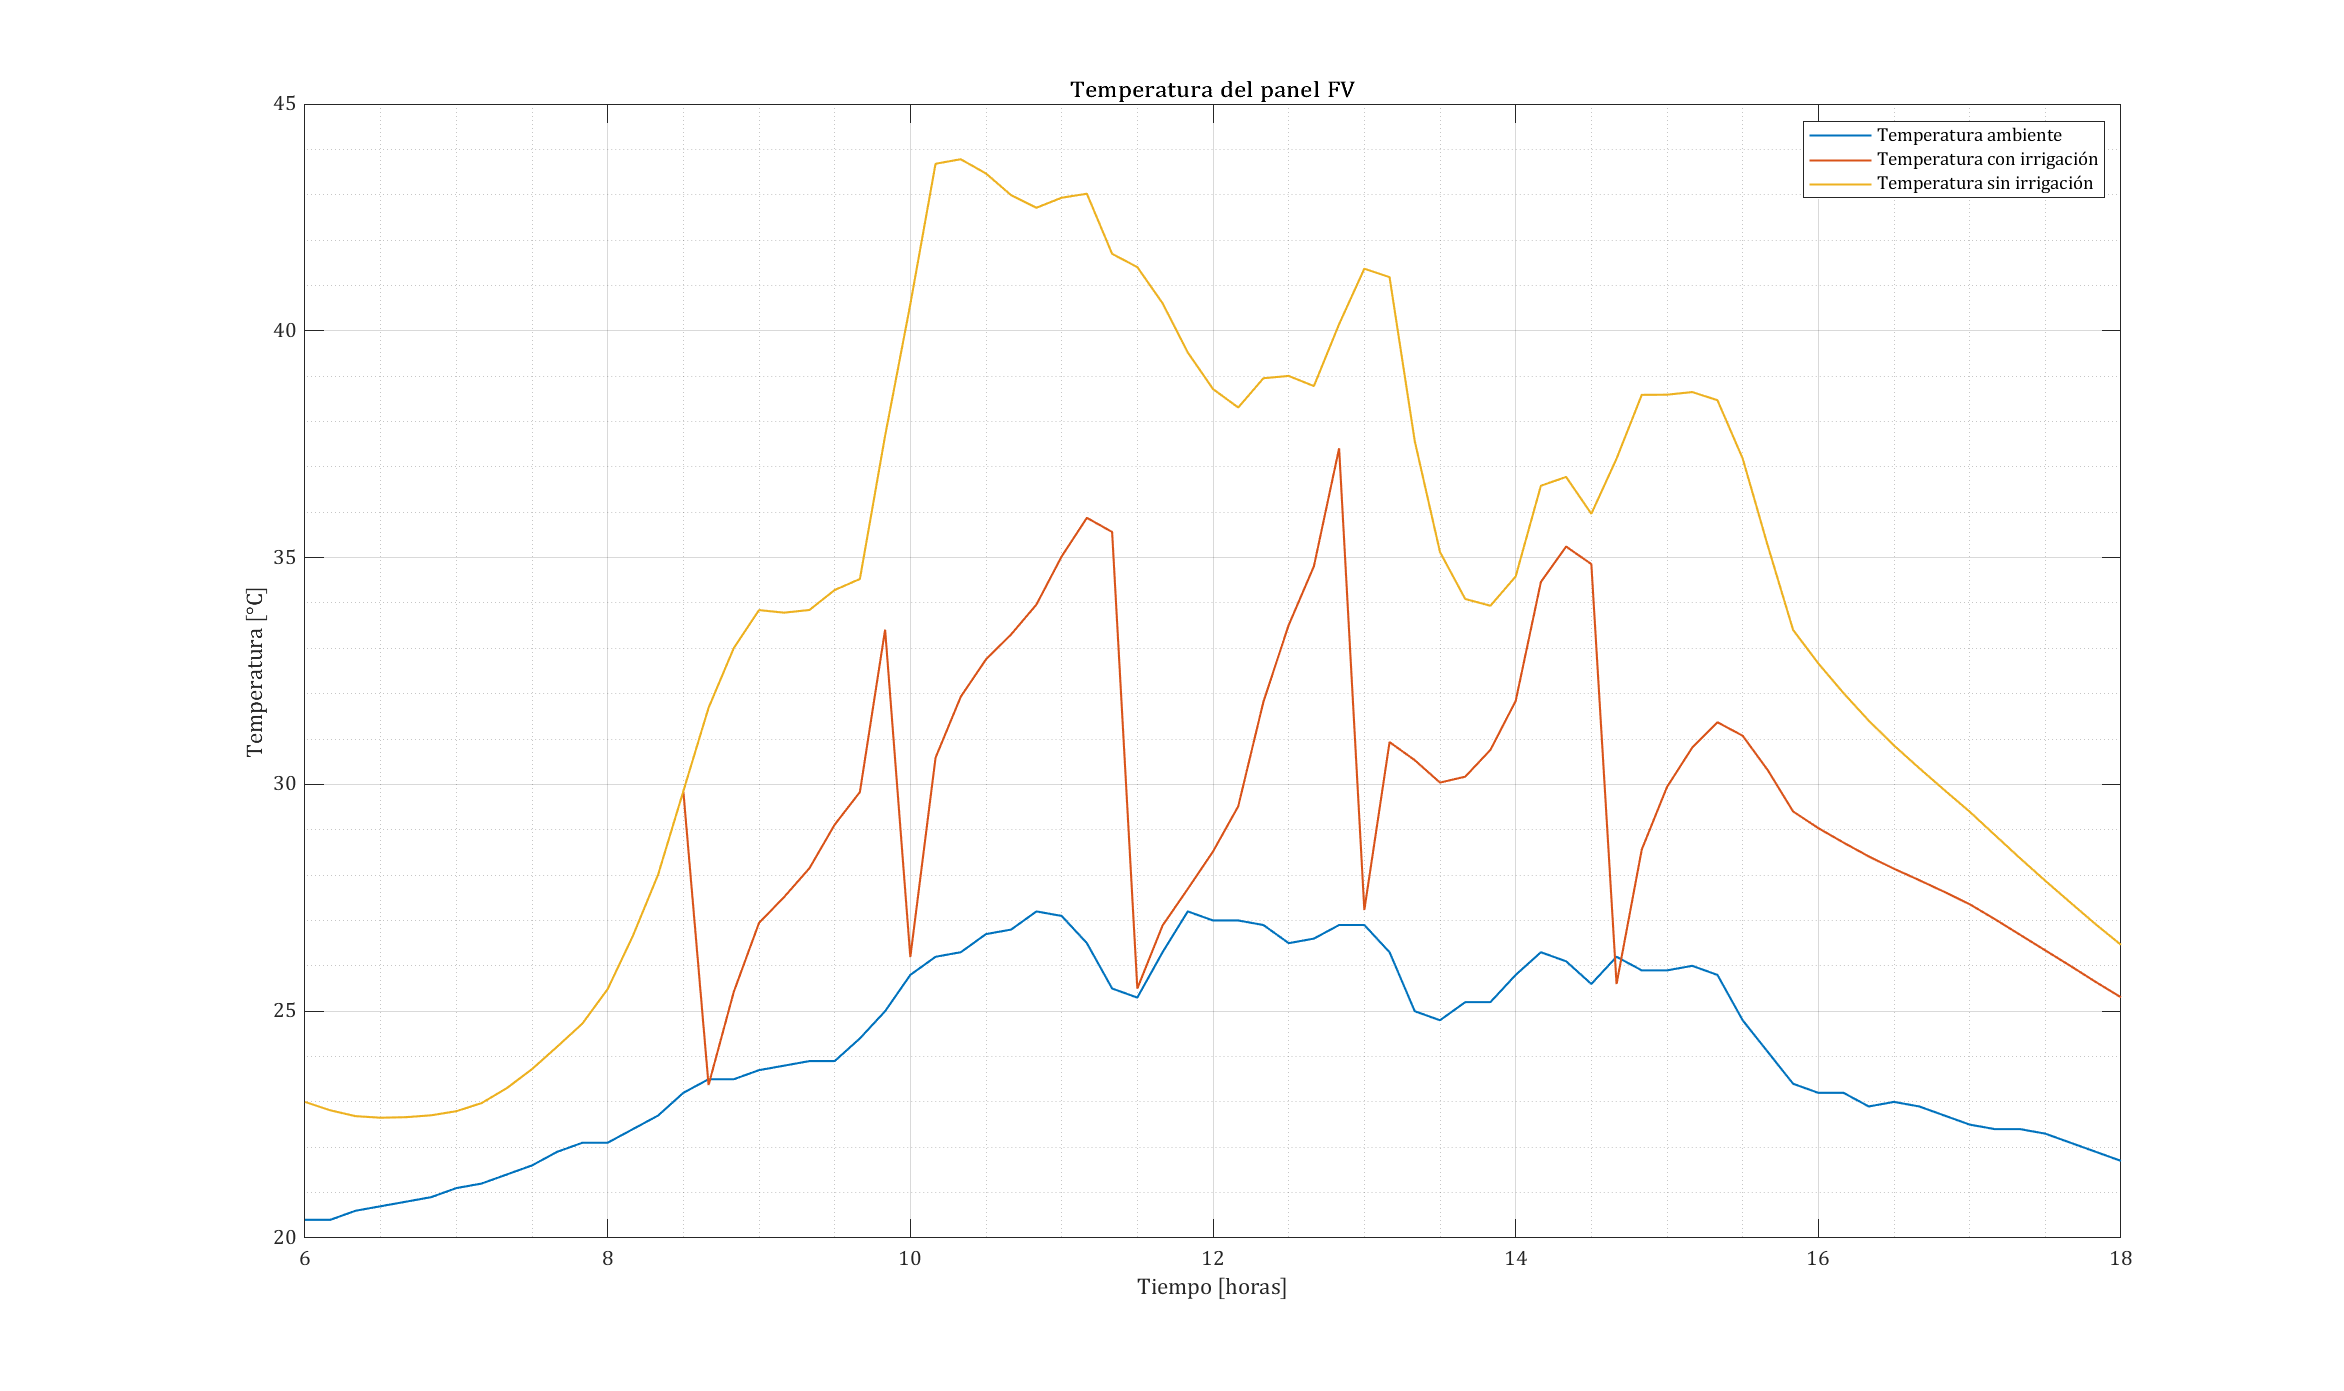 Temperatura del panel FV
45
Temperatura ambiente
Temperatura con irrigación
Temperatura sin irrigación
40
35
Temperatura [°C]
30
25
20
6 8 10 12 14 16 18
Tiempo [horas]